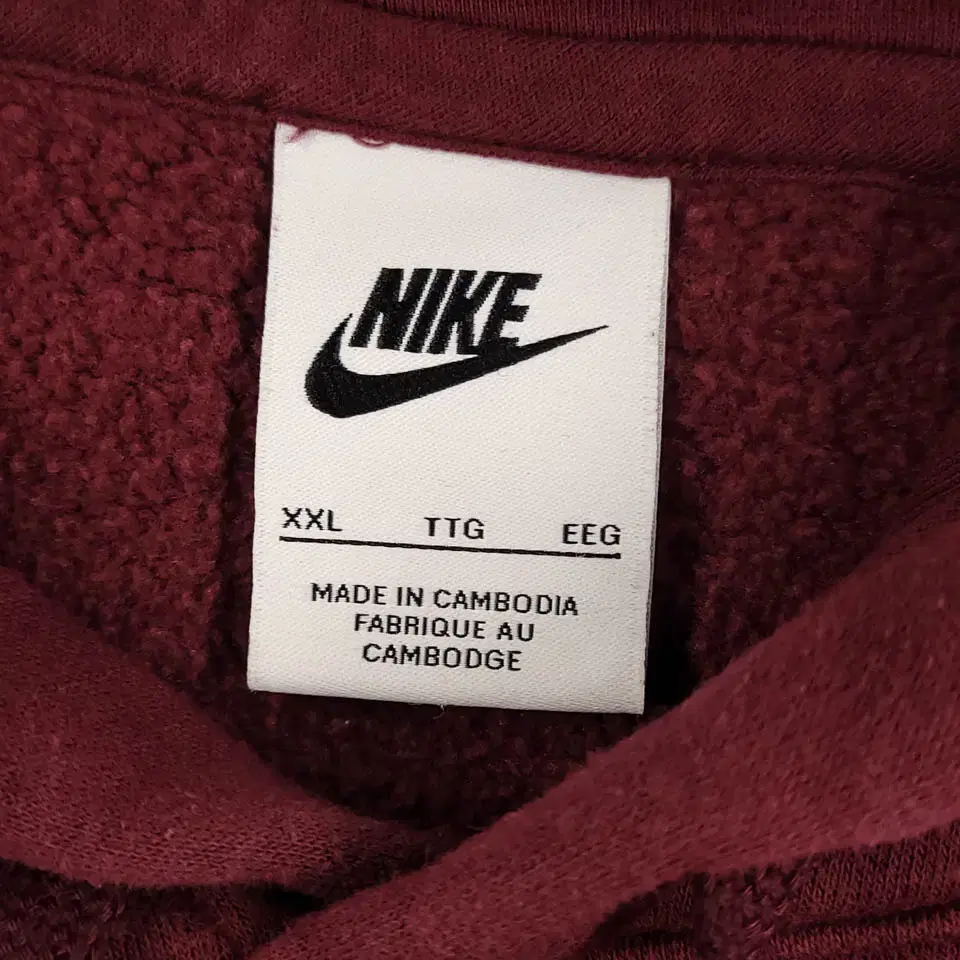 NIKE
XXL TTG EEG
MADE IN CAMBODIA
FABRIQUE AU
CAMBODGE